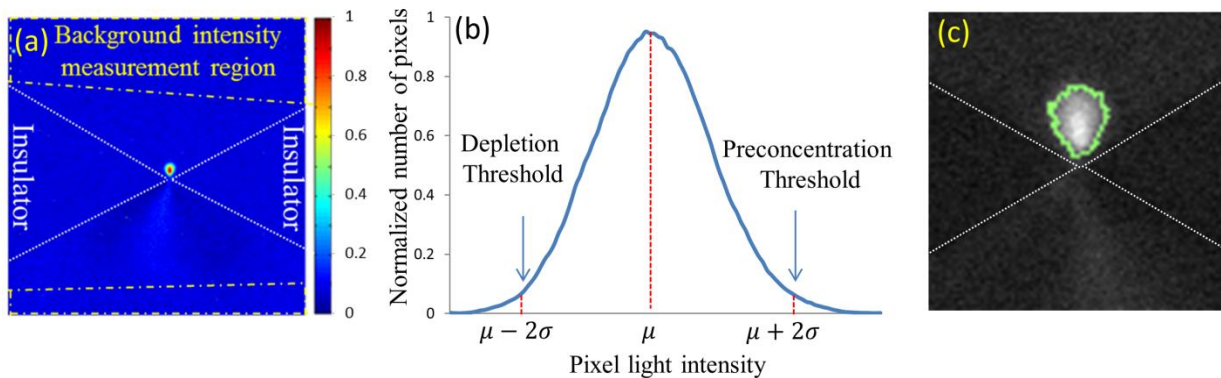 (a)
Background intensity
measurement region
Insulator
Insulator
1
0.8
0.6
0.4
0.2
0
(b)
Normalized number of pixels
1
0.8
0.6
0.4
0.2
0
Depletion
Threshold
Preconcentration
Threshold
μ − 2σ
μ
μ + 2σ
Pixel light intensity
(c)